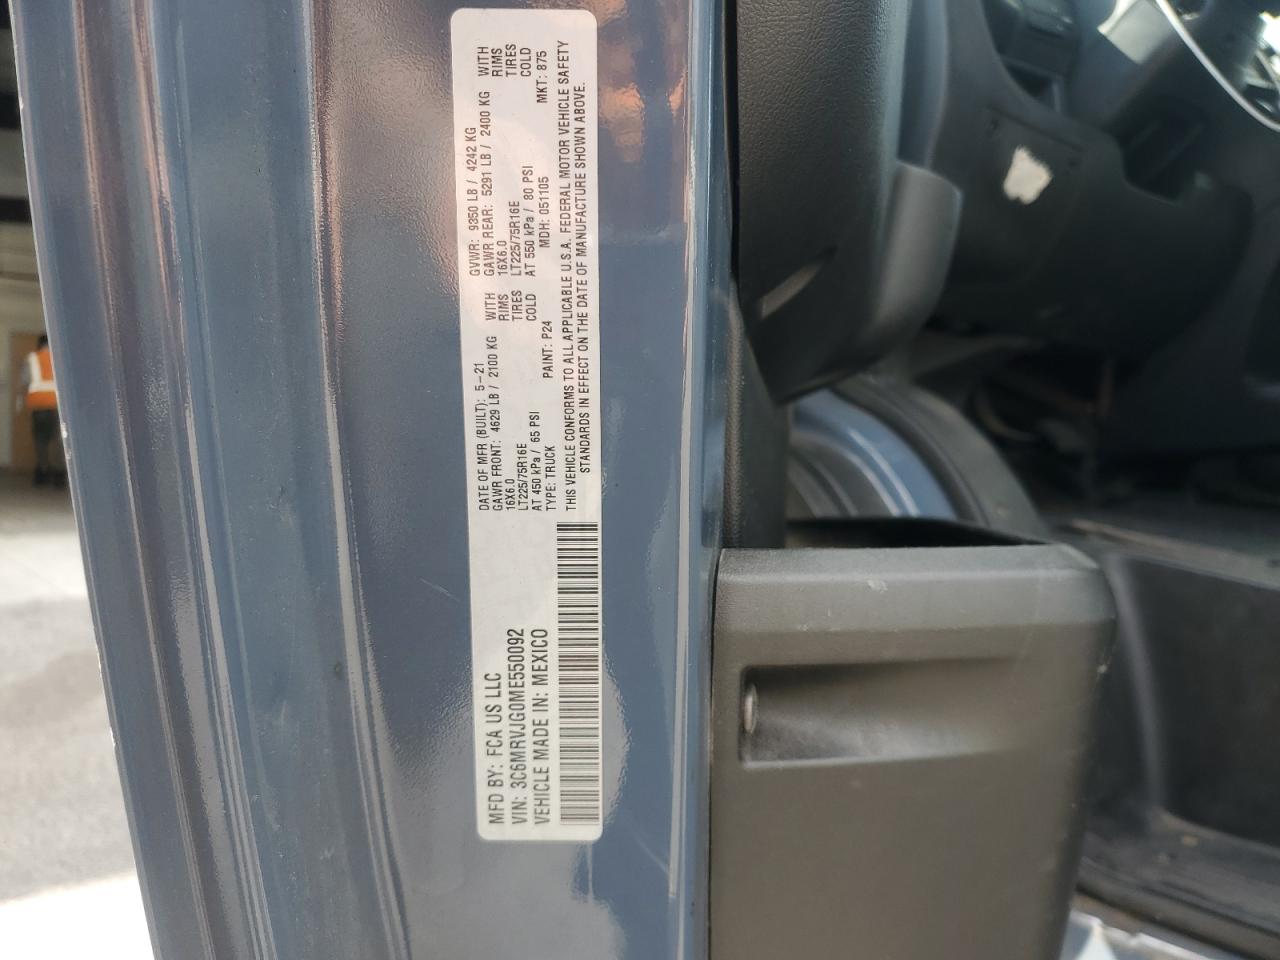 MFD BY: FCA US LLC
VIN: 3C6MRVJG0ME550092
VEHICLE MADE IN: MEXICO
DATE OF MFR (BUILT): 5-21 GVWR: 9350 LB / 4242 KG
GAWR FRONT: 4629 LB / 2100 KG WITH GAWR REAR: 5291 LB / 2400 KG WITH
16X6.0 RIMS 16X6.0 RIMS
LT225/75R16E TIRES LT225/75R16E TIRES
AT 450 kPa / 65 PSI COLD AT 550 kPa / 80 PSI COLD
TYPE: TRUCK PAINT: P24 MDH: 051105 MKT: 875
THIS VEHICLE CONFORMS TO ALL APPLICABLE U.S.A. FEDERAL MOTOR VEHICLE SAFETY
STANDARDS IN EFFECT ON THE DATE OF MANUFACTURE SHOWN ABOVE.